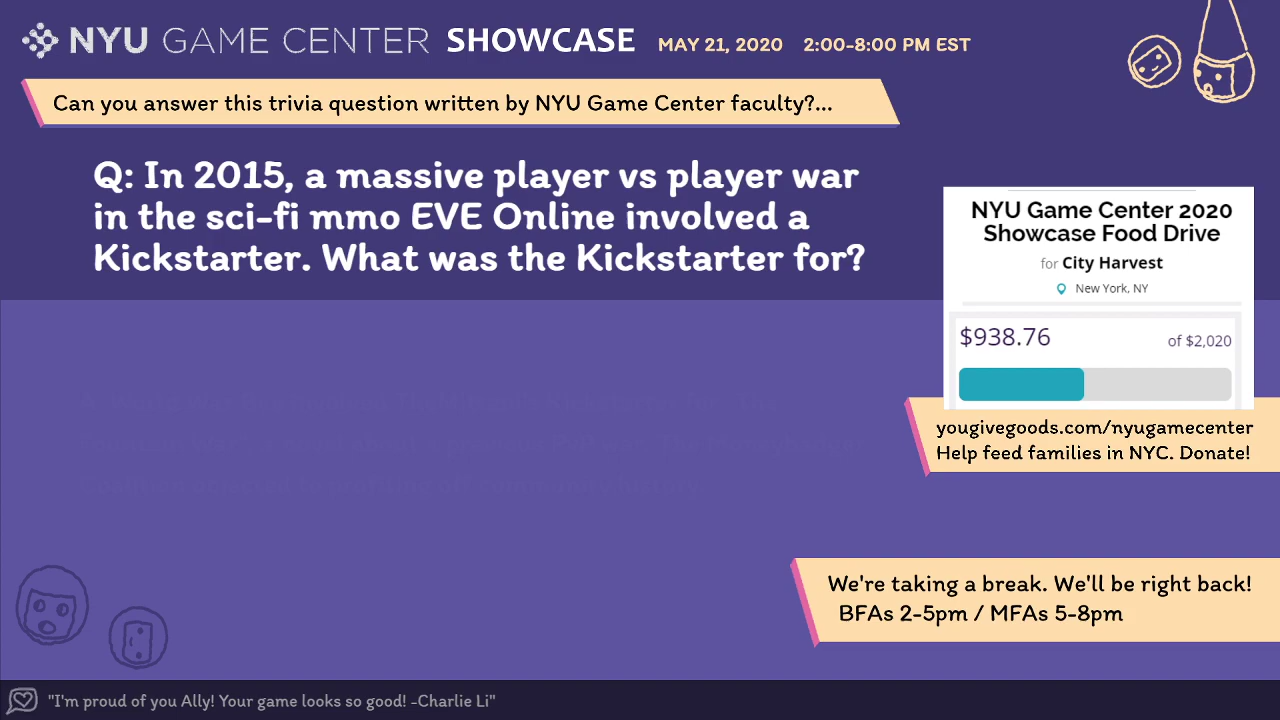 NYU GAME CENTER SHOWCASE MAY 21, 2020 2:00-8:00 PM EST
Can you answer this trivia question written by NYU Game Center faculty?...
Q: In 2015, a massive player vs player war
in the sci-fi mmo EVE Online involved a
Kickstarter. What was the Kickstarter for?
NYU Game Center 2020
Showcase Food Drive
for City Harvest
New York, NY
$938.76 of $2,020
yougivegoods.com/nyugamecenter
Help feed families in NYC. Donate!
We're taking a break. We'll be right back!
BFAs 2-5pm / MFAs 5-8pm
"I'm proud of you Ally! Your game looks so good! -Charlie Li"